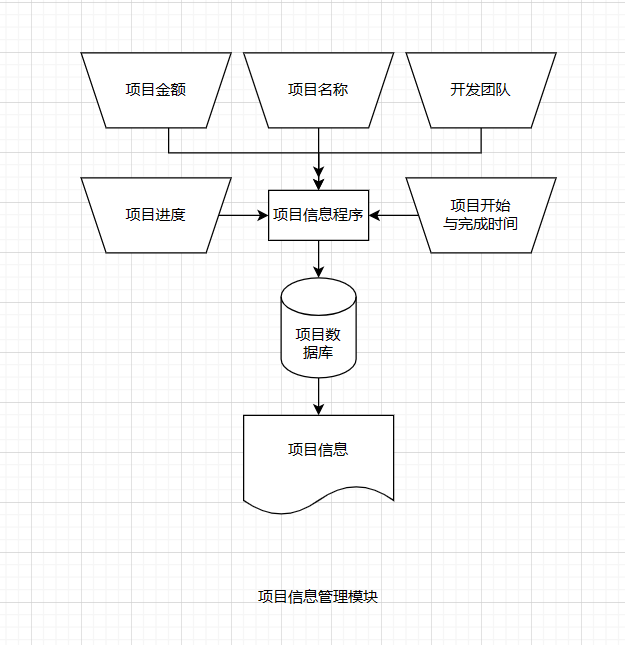 项目金额
项目名称
开发团队
项目进度
项目信息程序
项目开始
与完成时间
项目数
据库
项目信息
项目信息管理模块